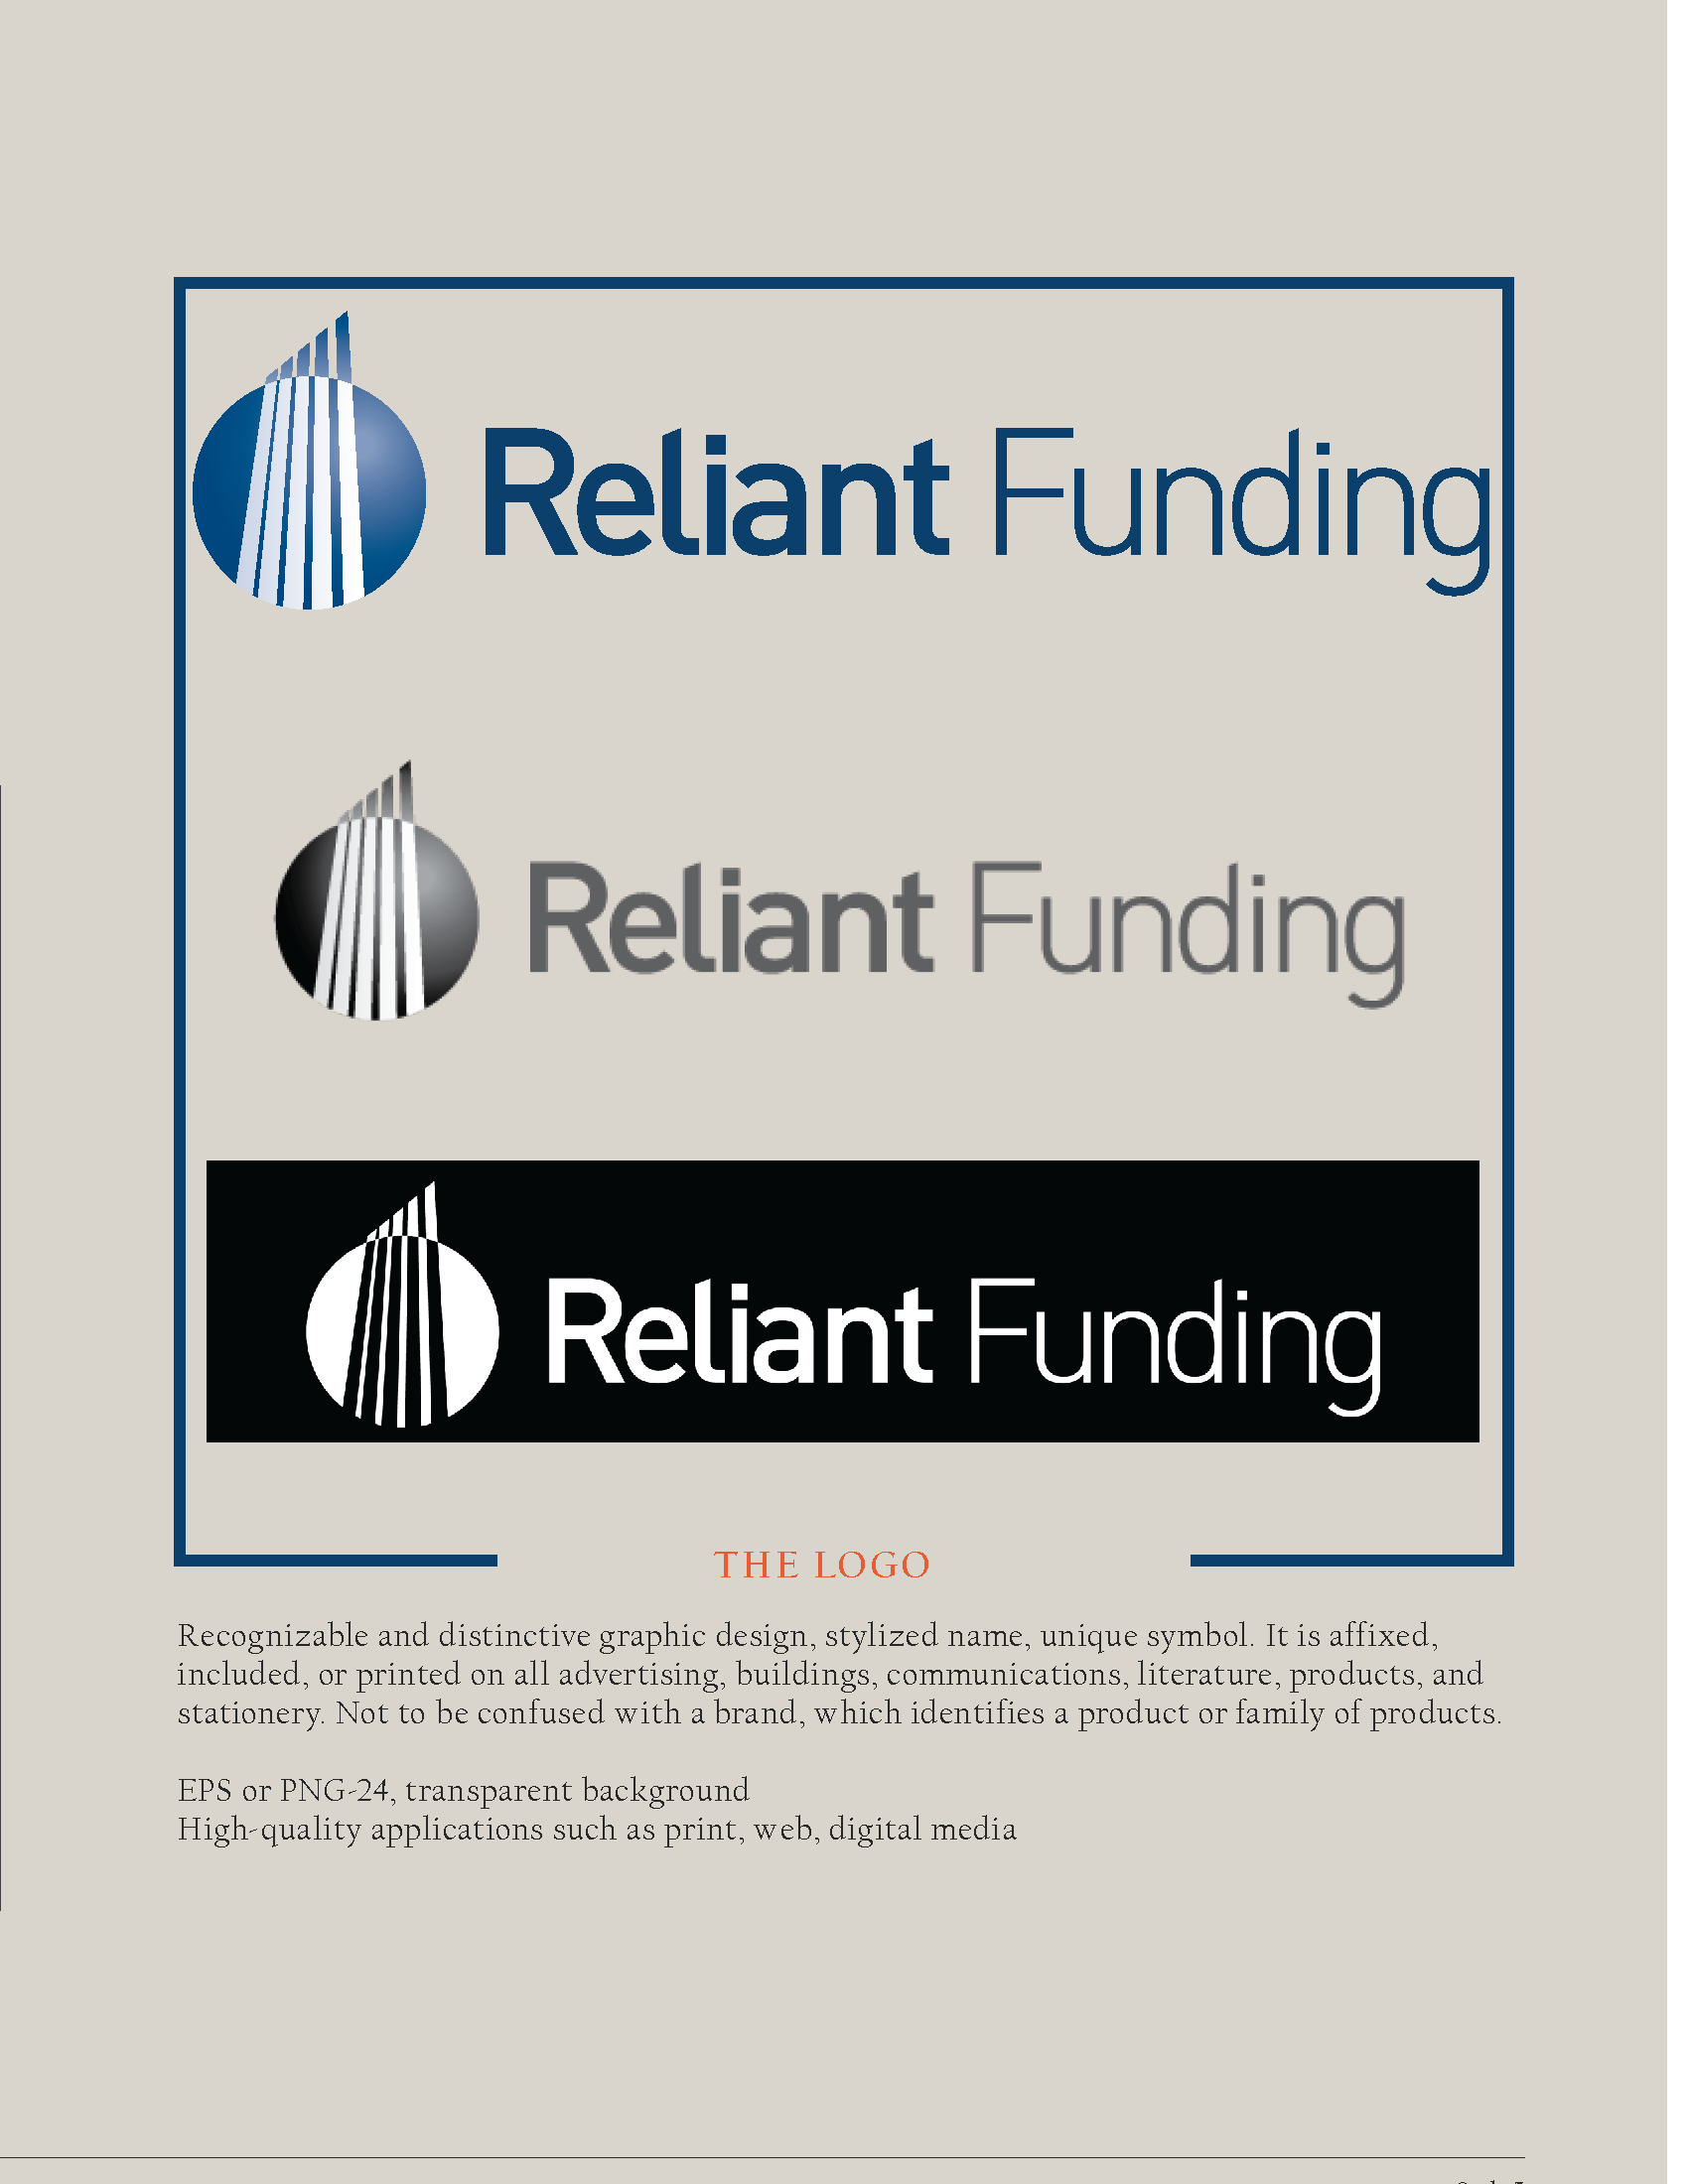 Reliant Funding
Reliant Funding
Reliant Funding
THE LOGO
Recognizable and distinctive graphic design, stylized name, unique symbol. It is affixed,
included, or printed on all advertising, buildings, communications, literature, products, and
stationery. Not to be confused with a brand, which identifies a product or family of products.
EPS or PNG-24, transparent background
High-quality applications such as print, web, digital media